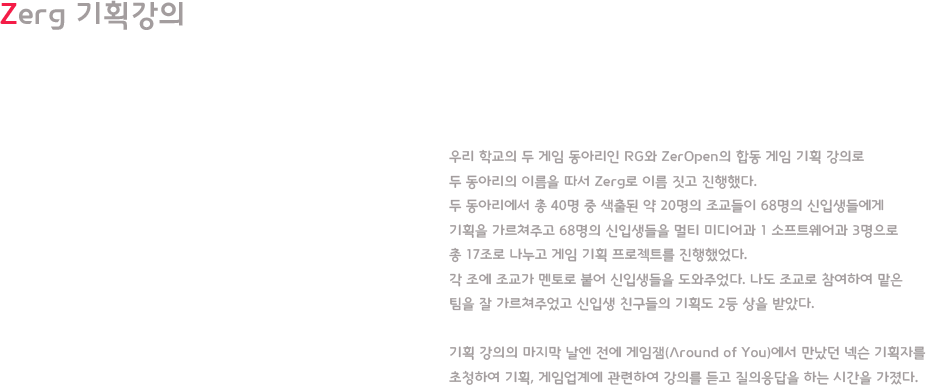 Zerg 기획강의
우리 학교의 두 게임 동아리인 RG와 ZerOpen의 합동 게임 기획 강의로
두 동아리의 이름을 따서 Zerg로 이름 짓고 진행했다.
두 동아리에서 총 40명 중 색출된 약 20명의 조교들이 68명의 신입생들에게
기획을 가르쳐주고 68명의 신입생들을 멀티 미디어과 1 소프트웨어과 3명으로
총 17조로 나누고 게임 기획 프로젝트를 진행했었다.
각 조에 조교가 멘토로 붙어 신입생들을 도와주었다. 나도 조교로 참여하여 맡은
팀을 잘 가르쳐주었고 신입생 친구들의 기획도 2등 상을 받았다.
기획 강의의 마지막 날엔 전에 게임잼(Around of You)에서 만났던 넥슨 기획자를
초청하여 기획, 게임업계에 관련하여 강의를 듣고 질의응답을 하는 시간을 가졌다.